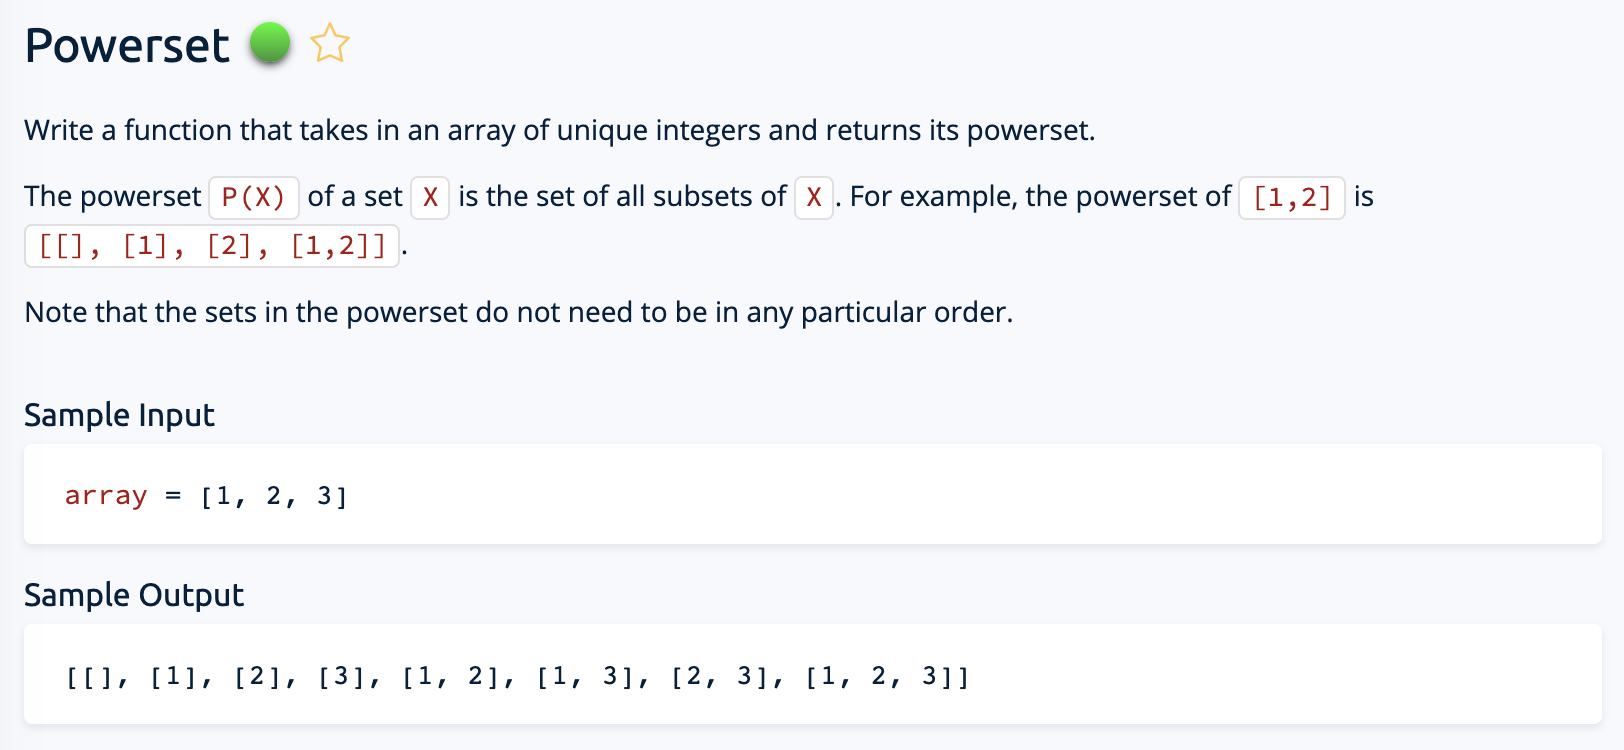 Powerset
Write a function that takes in an array of unique integers and returns its powerset.
The powerset P(X) of a set X is the set of all subsets of X. For example, the powerset of [1,2] is
[[], [1], [2], [1,2]].
Note that the sets in the powerset do not need to be in any particular order.
Sample Input
array = [1, 2, 3]
Sample Output
[[], [1], [2], [3], [1, 2], [1, 3], [2, 3], [1, 2, 3]]